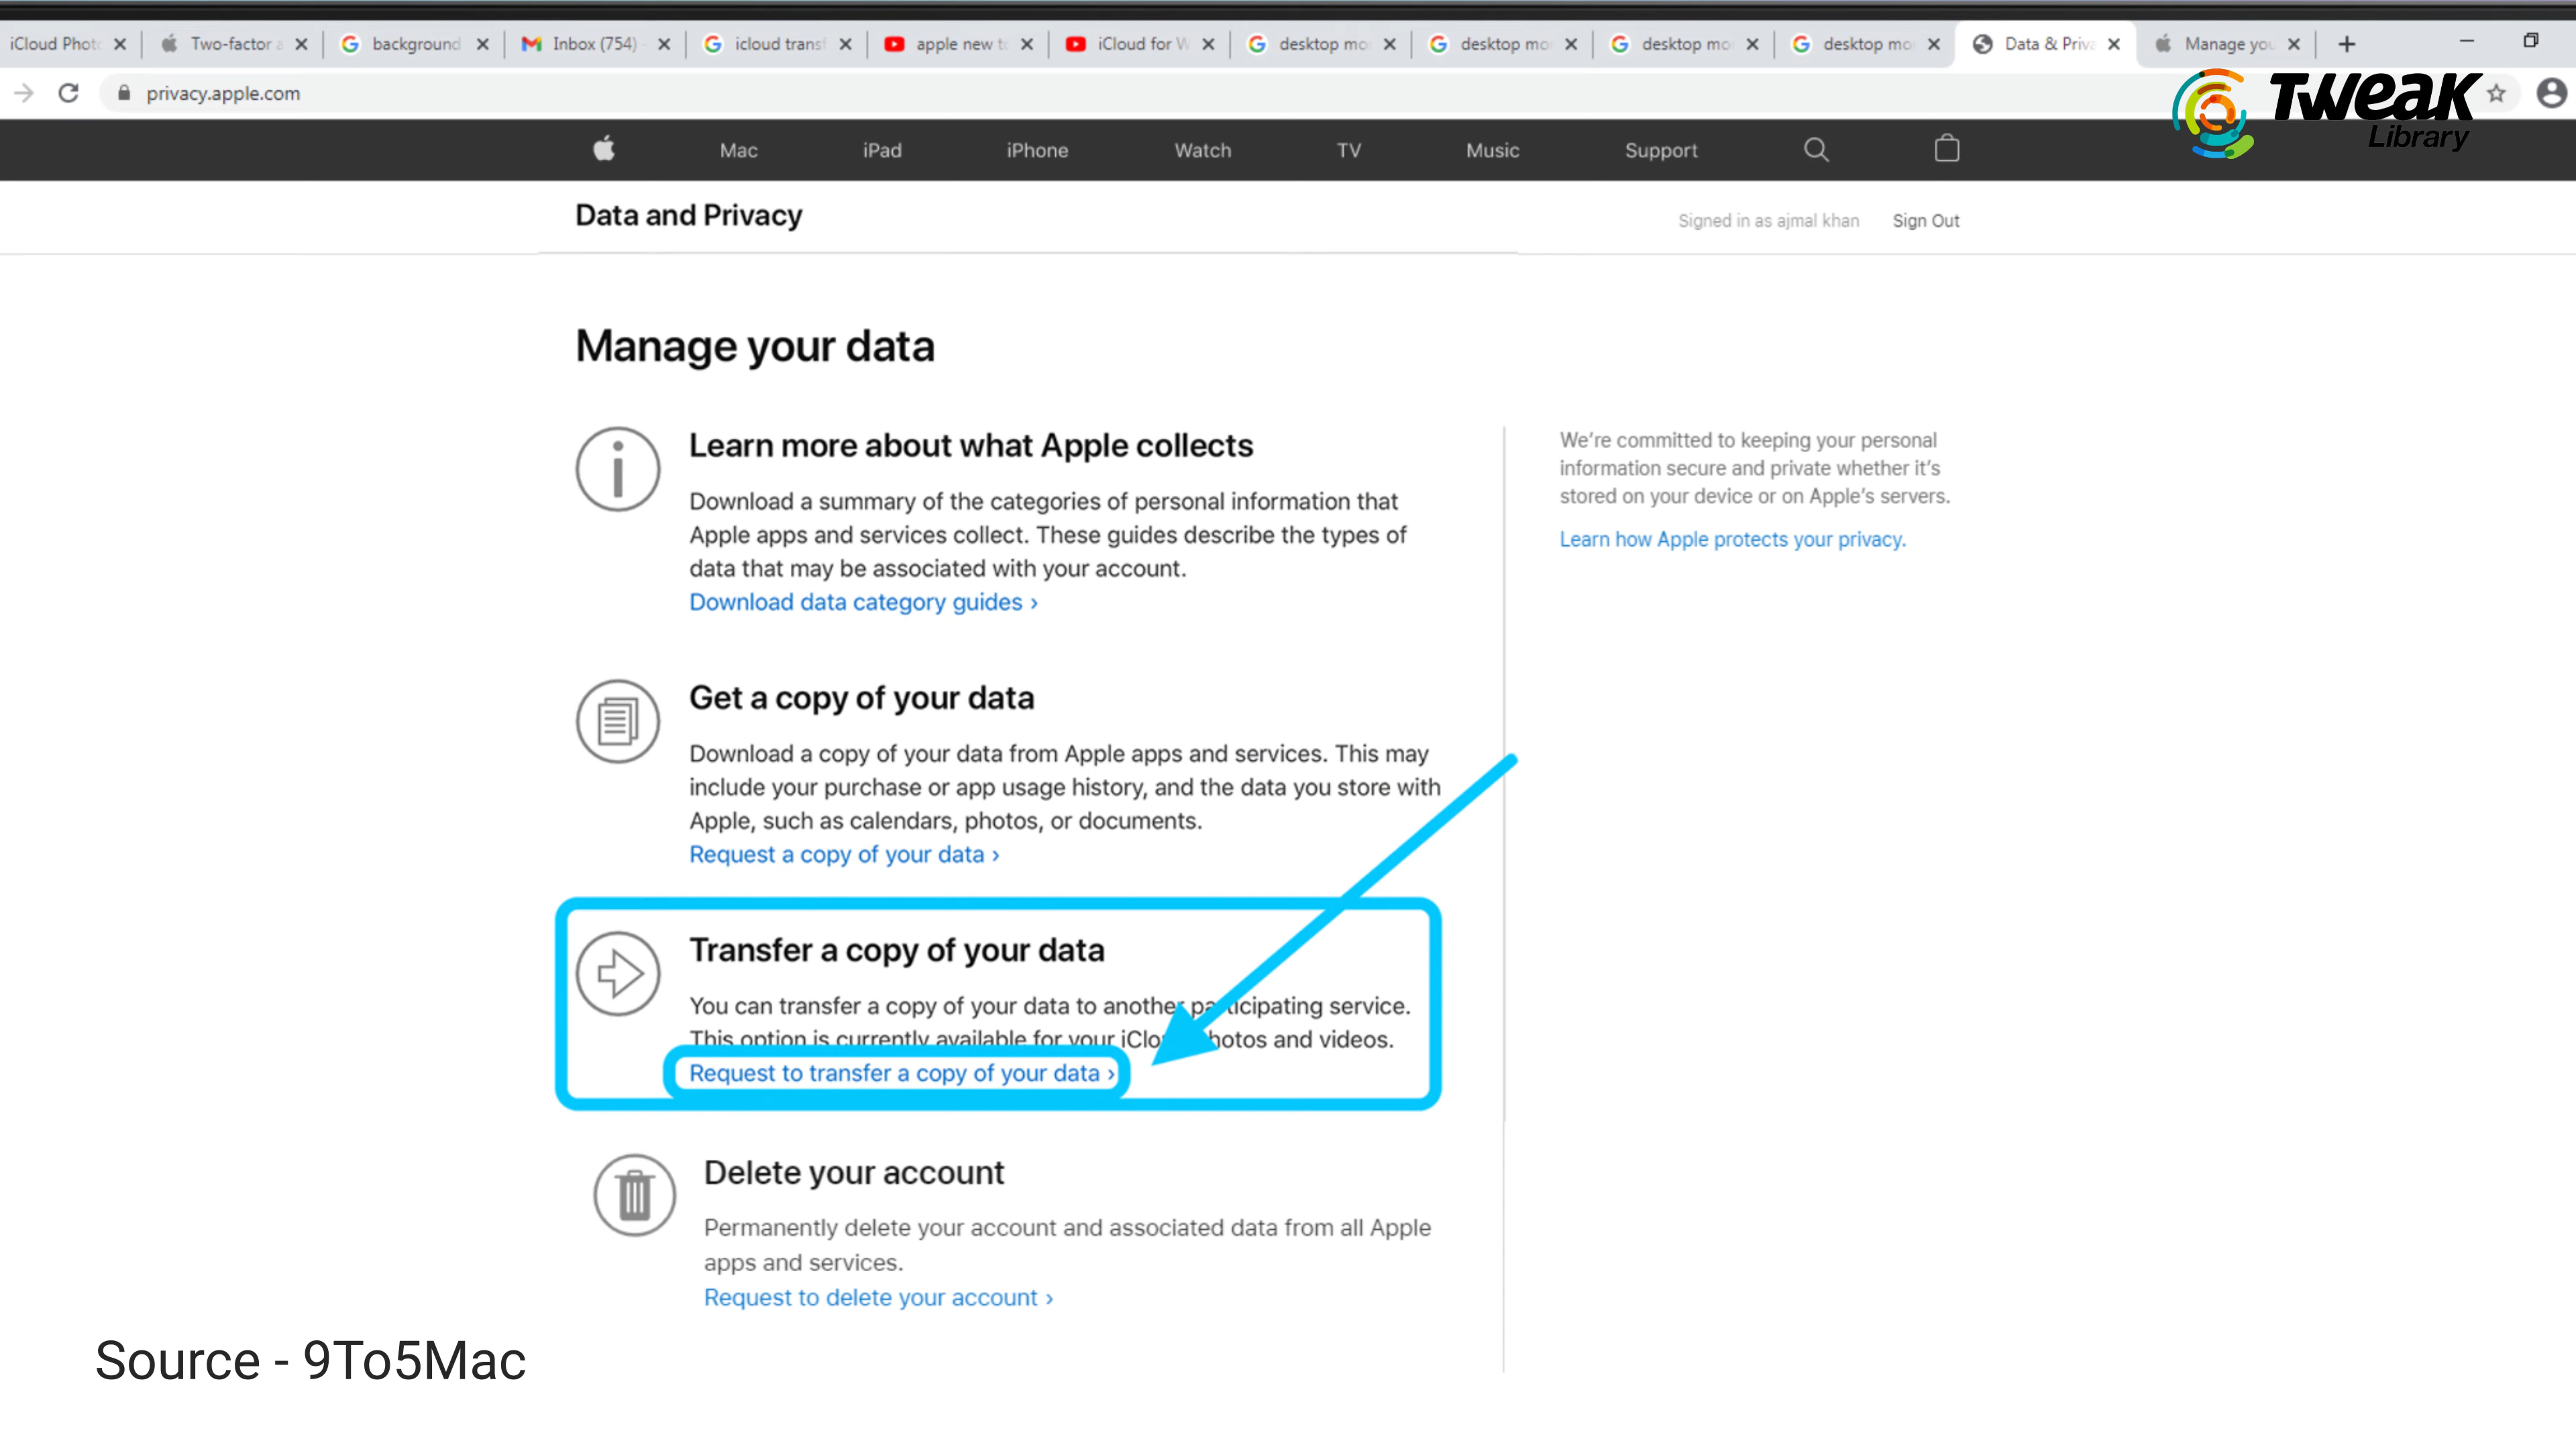 iCloud Phot
Two-factor a
background
Inbox (754)
icloud transf
apple new t
iCloud for W
desktop mo
desktop mo
desktop mo
desktop mo
Data & Priva
Manage you
privacy.apple.com
TWeaK
Library
Mac
iPad
iPhone
Watch
TV
Music
Support
Data and Privacy
Signed in as ajmal khan
Sign Out
Manage your data
Learn more about what Apple collects
Download a summary of the categories of personal information that
Apple apps and services collect. These guides describe the types of
data that may be associated with your account.
Download data category guides ›
We're committed to keeping your personal
information secure and private whether it's
stored on your device or on Apple's servers.
Learn how Apple protects your privacy.
Get a copy of your data
Download a copy of your data from Apple apps and services. This may
include your purchase or app usage history, and the data you store with
Apple, such as calendars, photos, or documents.
Request a copy of your data ›
Transfer a copy of your data
You can transfer a copy of your data to another participating service.
This option is currently available for your iCloud photos and videos.
Request to transfer a copy of your data ›
Delete your account
Permanently delete your account and associated data from all Apple
apps and services.
Request to delete your account ›
Source - 9To5Mac